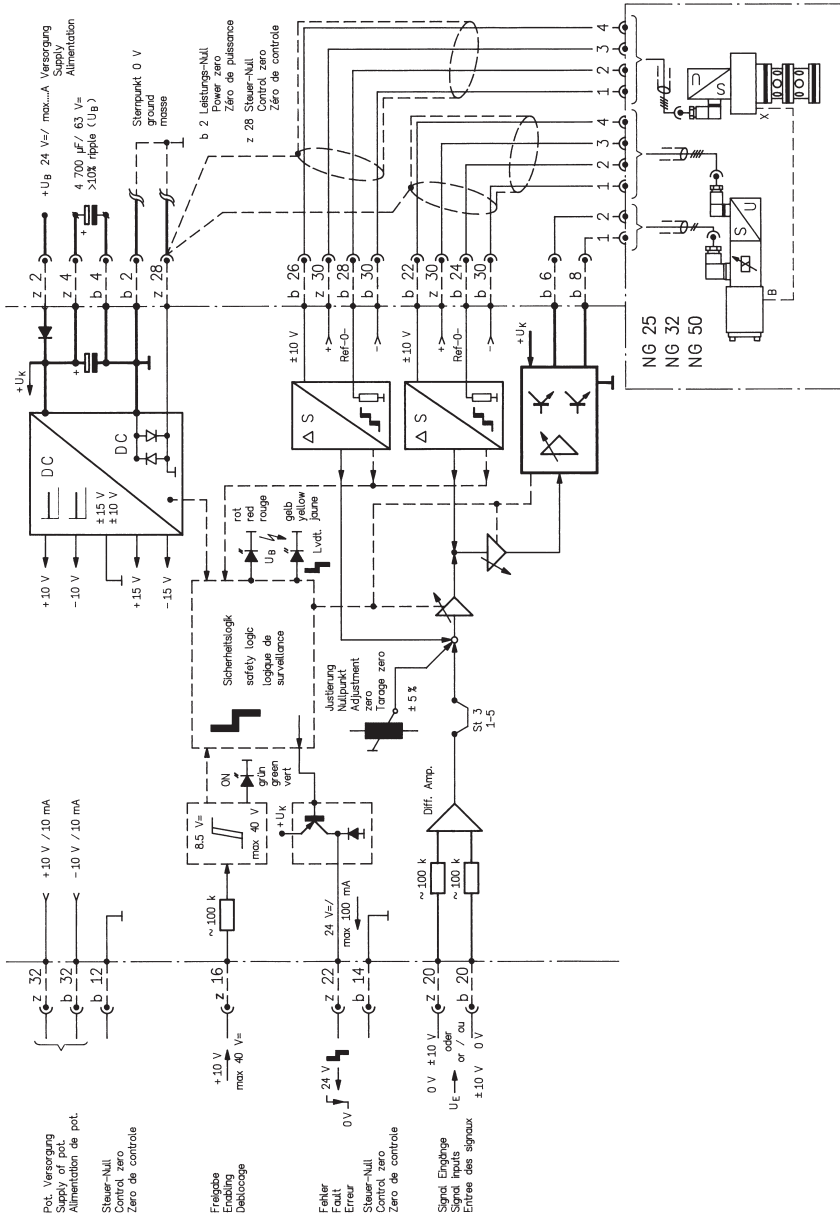 Pot. Versorgung
Supply of pot.
Alimentation de pot.
Steuer-Null
Control zero
Zero de controle
Freigabe
Enabling
Deblocage
Fehler
Fault
Erreur
Steuer-Null
Control zero
Zero de controle
Signal Eingänge
Signal inputs
Entree des signaux
z 32
b 32
b 12
+10 V / 10 mA
-10 V / 10 mA
+10 V
max 40 V=
z 16
~ 100 k
8.5 V=
max 40 V
ON
grün
green
vert
24 V
0V
z 22
b 14
24 V=/
max 100 mA
+UK
0 V ±10 V
UE
oder
or / ou
±10 V 0 V
z 20
b 20
~ 100 k
~ 100 k
Diff. Amp.
St 3
1-5
Justierung
Nullpunkt
Adjustment
zero
Tarage zero
± 5 %
Sicherheitslogik
safety logic
logique de
surveillance
rot
red
rouge
UB
gelb
yellow
jaune
Lvdt.
+10 V
-10 V
+15 V
-15 V
DC
± 15 V
± 10 V
DC
+UK
+
z 2
z 4
b 4
b 2
z 28
+UB 24 V=/ max...A Versorgung
Supply
Alimentation
4 700 µF/ 63 V=
>10% ripple (UB)
+
Sternpunkt 0 V
ground
masse
b 2 Leistungs-Null
Power zero
Zéro de puissance
z 28 Steuer-Null
Control zero
Zéro de controle
Δ S
±10 V
+
Ref-0-
-
b 26
z 30
b 28
b 30
Δ S
±10 V
+
Ref-0-
-
b 22
z 30
b 24
b 30
+UK
b 6
b 8
4
3
2
1
4
3
2
1
2
1
NG 25
NG 32
NG 50
U
S
X
S
U
B